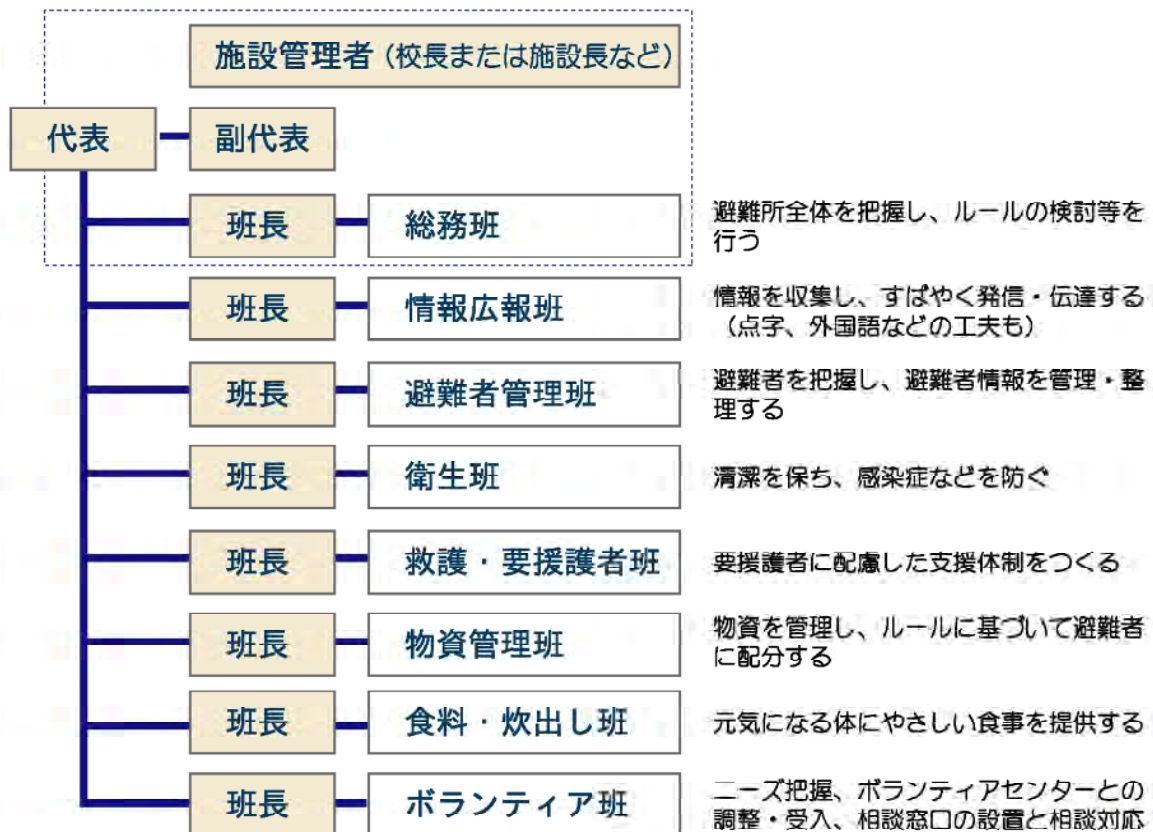 施設管理者(校長または施設長など)
代表
副代表
班長
総務班
避難所全体を把握し、ルールの検討等を
行う
班長
情報広報班
情報を収集し、すばやく発信・伝達する
(点字、外国語などの工夫も)
班長
避難者管理班
避難者を把握し、避難者情報を管理・整
理する
班長
衛生班
清潔を保ち、感染症などを防ぐ
班長
救護・要援護者班
要援護者に配慮した支援体制をつくる
班長
物資管理班
物資を管理し、ルールに基づいて避難者
に配分する
班長
食料・炊出し班
元気になる体にやさしい食事を提供する
班長
ボランティア班
ニーズ把握、ボランティアセンターとの
調整・受入、相談窓口の設置と相談対応